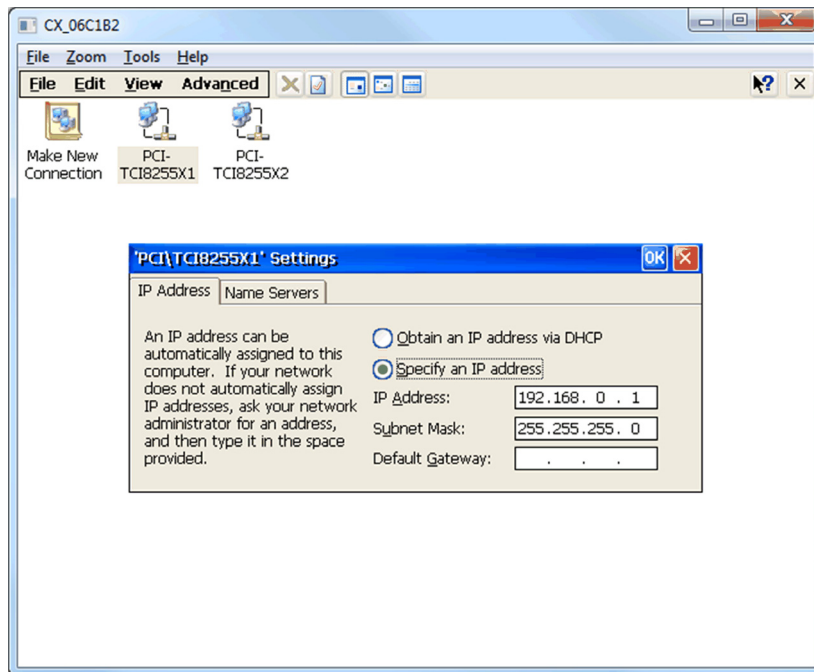 CX_06C1B2
File Zoom Tools Help
File Edit View Advanced
Make New Connection
PCI-TCI8255X1
PCI-TCI8255X2
'PCI\TCI8255X1' Settings OK
IP Address Name Servers
An IP address can be
automatically assigned to this
computer. If your network
does not automatically assign
IP addresses, ask your network
administrator for an address,
and then type it in the space
provided.
Obtain an IP address via DHCP
Specify an IP address
IP Address: 192.168. 0 . 1
Subnet Mask: 255.255.255. 0
Default Gateway: . . .